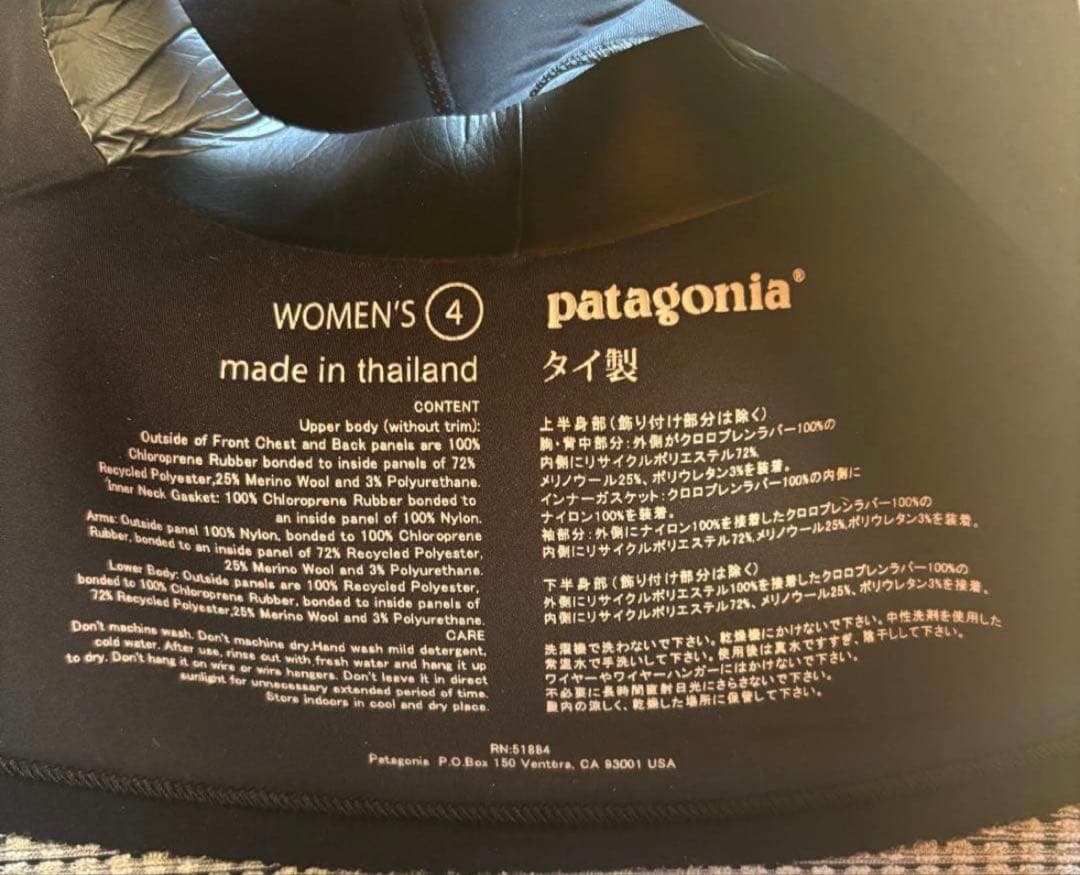 WOMEN'S 4
made in thailand
CONTENT
Upper body (without trim):
Outside of Front Chest and Back panels are 100%
Chloroprene Rubber bonded to inside panels of 72%
Recycled Polyester,25% Merino Wool and 3% Polyurethane.
Inner Neck Gasket: 100% Chloroprene Rubber bonded to
an inside panel of 100% Nylon.
Arms: Outside panel 100% Nylon, bonded to 100% Chloroprene
Rubber, bonded to an inside panel of 72% Recycled Polyester,
25% Merino Wool and 3% Polyurethane.
Lower Body: Outside panels are 100% Recycled Polyester,
bonded to 100% Chloroprene Rubber, bonded to inside panels of
72% Recycled Polyester,25% Merino Wool and 3% Polyurethane.
CARE
Don't machine wash. Don't machine dry.Hand wash mild detergent,
cold water. After use, rinse out with fresh water and hang it up
to dry. Don't hang it on wire or wire hangers. Don't leave it in direct
sunlight for unnecessary extended period of time.
Store indoors in cool and dry place.
patagonia®
タイ製
上半身部(飾り付け部分は除く)
胸・背中部分:外側がクロロプレンラバー100%の
内側にリサイクルポリエステル72%
メリノウール25%、ポリウレタン3%を装着。
インナーガスケット:クロロプレンラバー100%の内側に
ナイロン100%を装着。
袖部分:外側にナイロン100%を接着したクロロプレンラバー100%の
内側にリサイクルポリエステル72%,メリノウール25%,ポリウレタン3%を装着。
下半身部(飾り付け部分は除く)
外側にリサイクルポリエステル100%を接着したクロロプレンラバー100%の
内側にリサイクルポリエステル72%、メリノウール25%、ポリウレタン3%を接着。
洗濯機で洗わないで下さい。乾燥機にかけないで下さい。中性洗剤を使用した
常温水で手洗いして下さい。使用後は真水ですすぎ、陰干しして下さい。
ワイヤーやワイヤーハンガーにはかけないで下さい。
不必要に長時間直射日光にさらさないで下さい。
屋内の涼しく、乾燥した場所に保管して下さい。
RN:51884
Patagonia P.O.Box 150 Ventura, CA 93001 USA